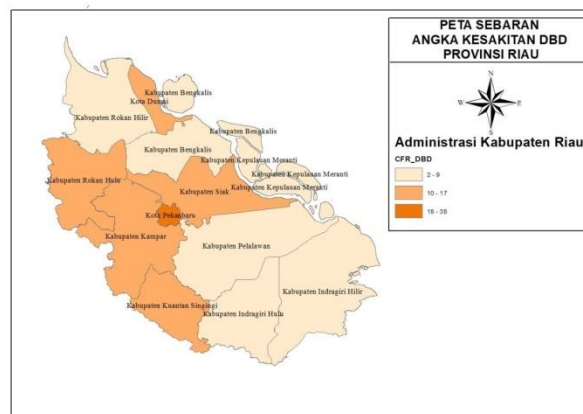 PETA SEBARAN
ANGKA KESAKITAN DBD
PROVINSI RIAU
N
W
E
S
Administrasi Kabupaten Riau
CFR_DBD
2 - 9
10 - 17
18 - 38
Kabupaten Bengkalis
Kota Dumai
Kabupaten Rokan Hilir
Kabupaten Bengkalis
Kabupaten Bengkalis
Kabupaten Kepulauan Meranti
Kabupaten Kepulauan Meranti
Kabupaten Rokan Hulu
Kabupaten Siak
Kabupaten Kepulauan Meranti
Kota Pekanbaru
Kabupaten Kampar
Kabupaten Pelalawan
Kabupaten Indragiri Hilir
Kabupaten Kuantan Singingi
Kabupaten Indragiri Hulu